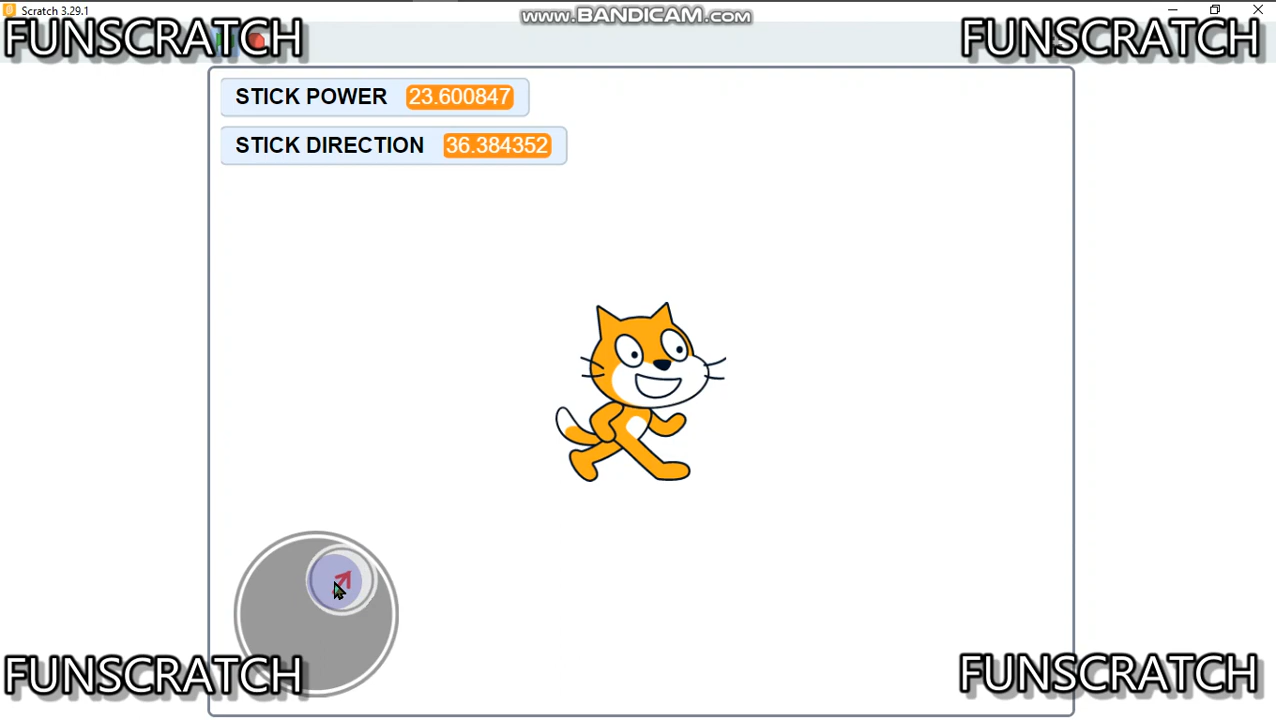 Scratch 3.29.1
www.BANDICAM.com
FUNSCRATCH
FUNSCRATCH
STICK POWER 23.600847
STICK DIRECTION 36.384352
FUNSCRATCH
FUNSCRATCH